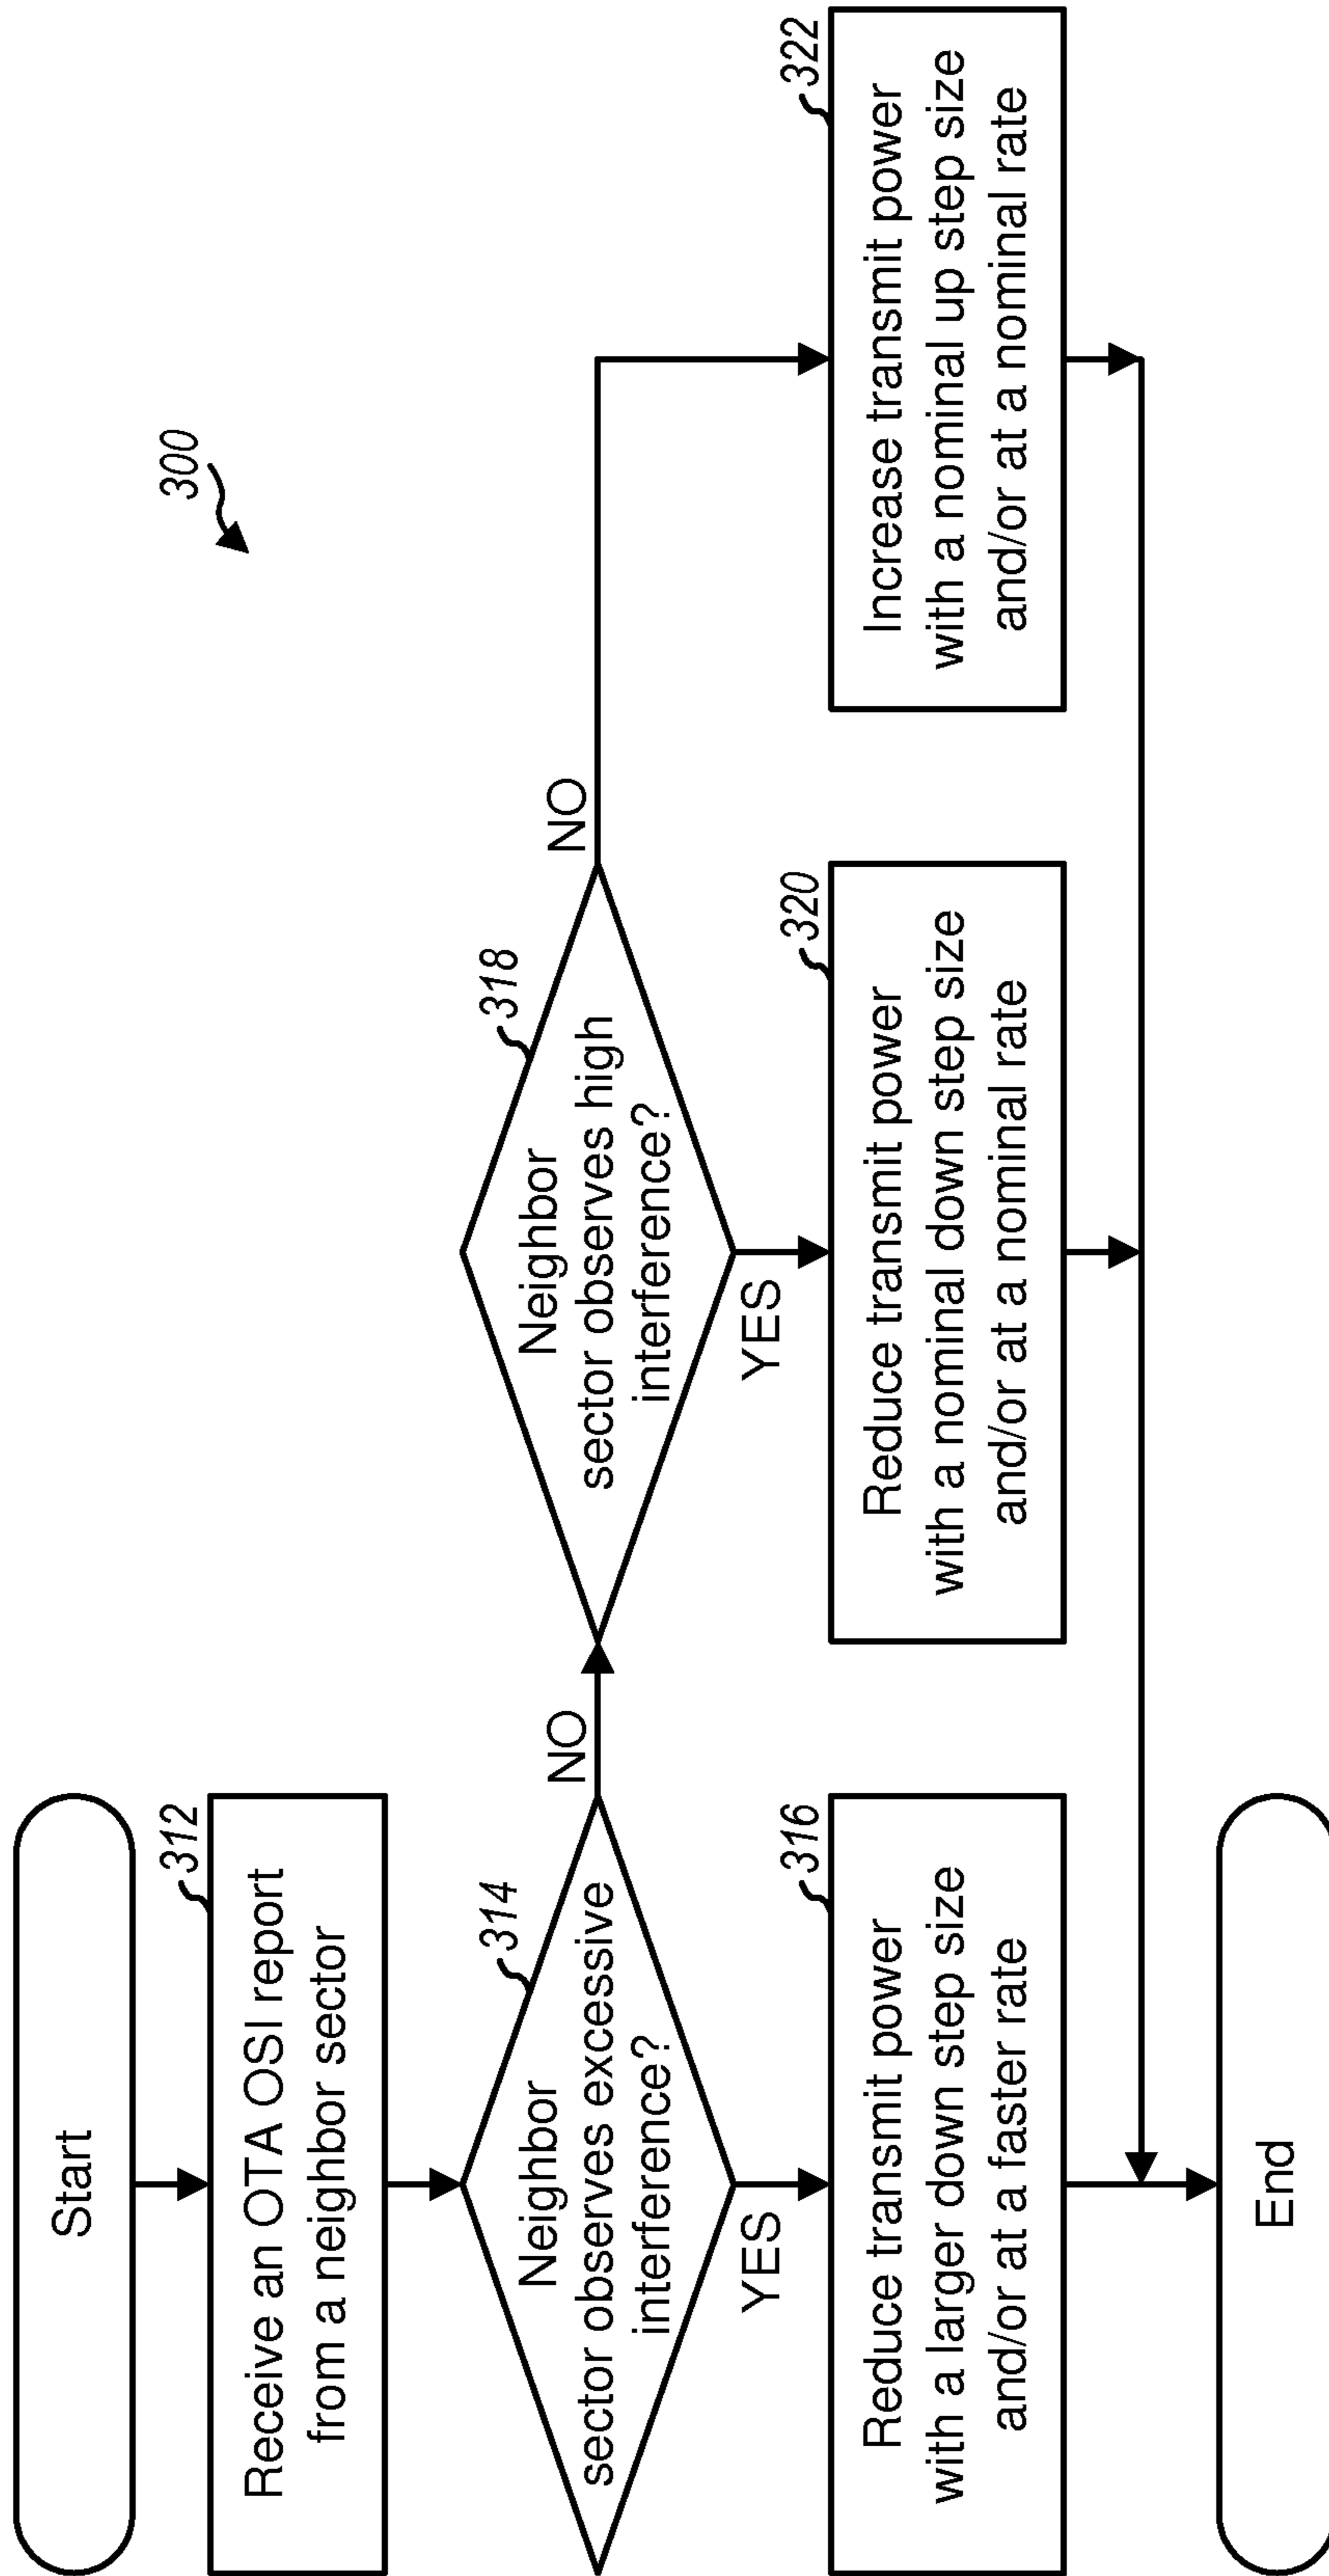 300
Start
312
Receive an OTA OSI report
from a neighbor sector
314
Neighbor
sector observes excessive
interference?
NO
YES
318
Neighbor
sector observes high
interference?
NO
YES
316
Reduce transmit power
with a larger down step size
and/or at a faster rate
320
Reduce transmit power
with a nominal down step size
and/or at a nominal rate
322
Increase transmit power
with a nominal up step size
and/or at a nominal rate
End